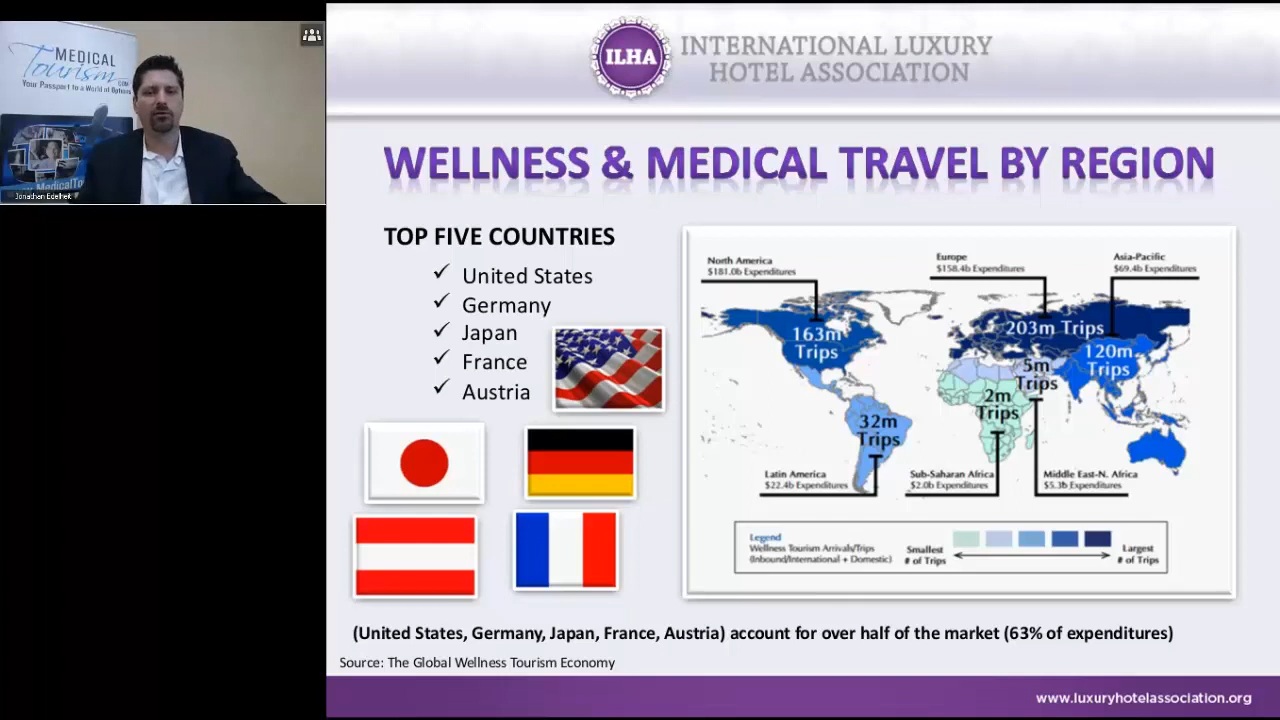 MEDICAL
Tourism
.COM
Your Passport to a World of Options
Jonathan Edelheit
ILHA
INTERNATIONAL LUXURY
HOTEL ASSOCIATION
WELLNESS & MEDICAL TRAVEL BY REGION
TOP FIVE COUNTRIES
United States
Germany
Japan
France
Austria
North America
$181.0b Expenditures
Europe
$158.4b Expenditures
Asia-Pacific
$69.4b Expenditures
163m
Trips
203m Trips
120m
Trips
5m
Trips
2m
Trips
32m
Trips
Latin America
$22.4b Expenditures
Sub-Saharan Africa
$2.0b Expenditures
Middle East-N. Africa
$5.3b Expenditures
Legend
Wellness Tourism Arrivals/Trips
(Inbound/International + Domestic)
Smallest
# of Trips
Largest
# of Trips
(United States, Germany, Japan, France, Austria) account for over half of the market (63% of expenditures)
Source: The Global Wellness Tourism Economy
www.luxuryhotelassociation.org